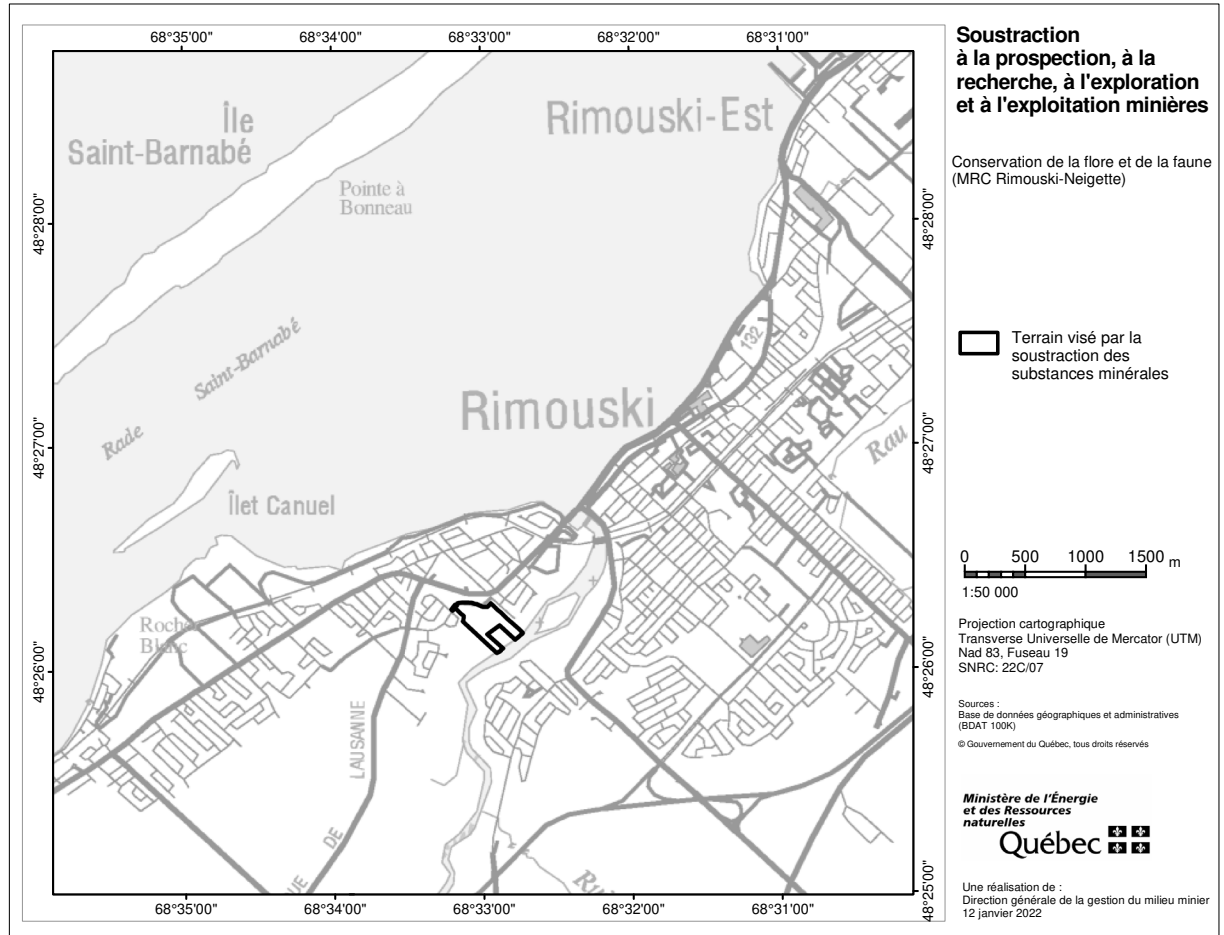 68°35'00"
68°34'00"
68°33'00"
68°32'00"
68°31'00"
Soustraction
à la prospection, à la
recherche, à l'exploration
et à l'exploitation minières
Conservation de la flore et de la faune
(MRC Rimouski-Neigette)
Terrain visé par la
soustraction des
substances minérales
0 500 1000 1500 m
1:50 000
Projection cartographique
Transverse Universelle de Mercator (UTM)
Nad 83, Fuseau 19
SNRC: 22C/07
Sources :
Base de données géographiques et administratives
(BDAT 100K)
© Gouvernement du Québec, tous droits réservés
Ministère de l'Énergie
et des Ressources
naturelles
Québec
Une réalisation de :
Direction générale de la gestion du milieu minier
12 janvier 2022
Île
Saint-Barnabé
Rimouski-Est
Pointe à
Bonneau
48°28'00"
48°28'00"
132
Rade
Saint-Barnabé
Rimouski
48°27'00"
48°27'00"
Rau
Îlet Canuel
Rocher
Blanc
48°26'00"
48°26'00"
LAUSANNE
DE
UE
Rui
48°25'00"
68°35'00"
68°34'00"
68°33'00"
68°32'00"
68°31'00"